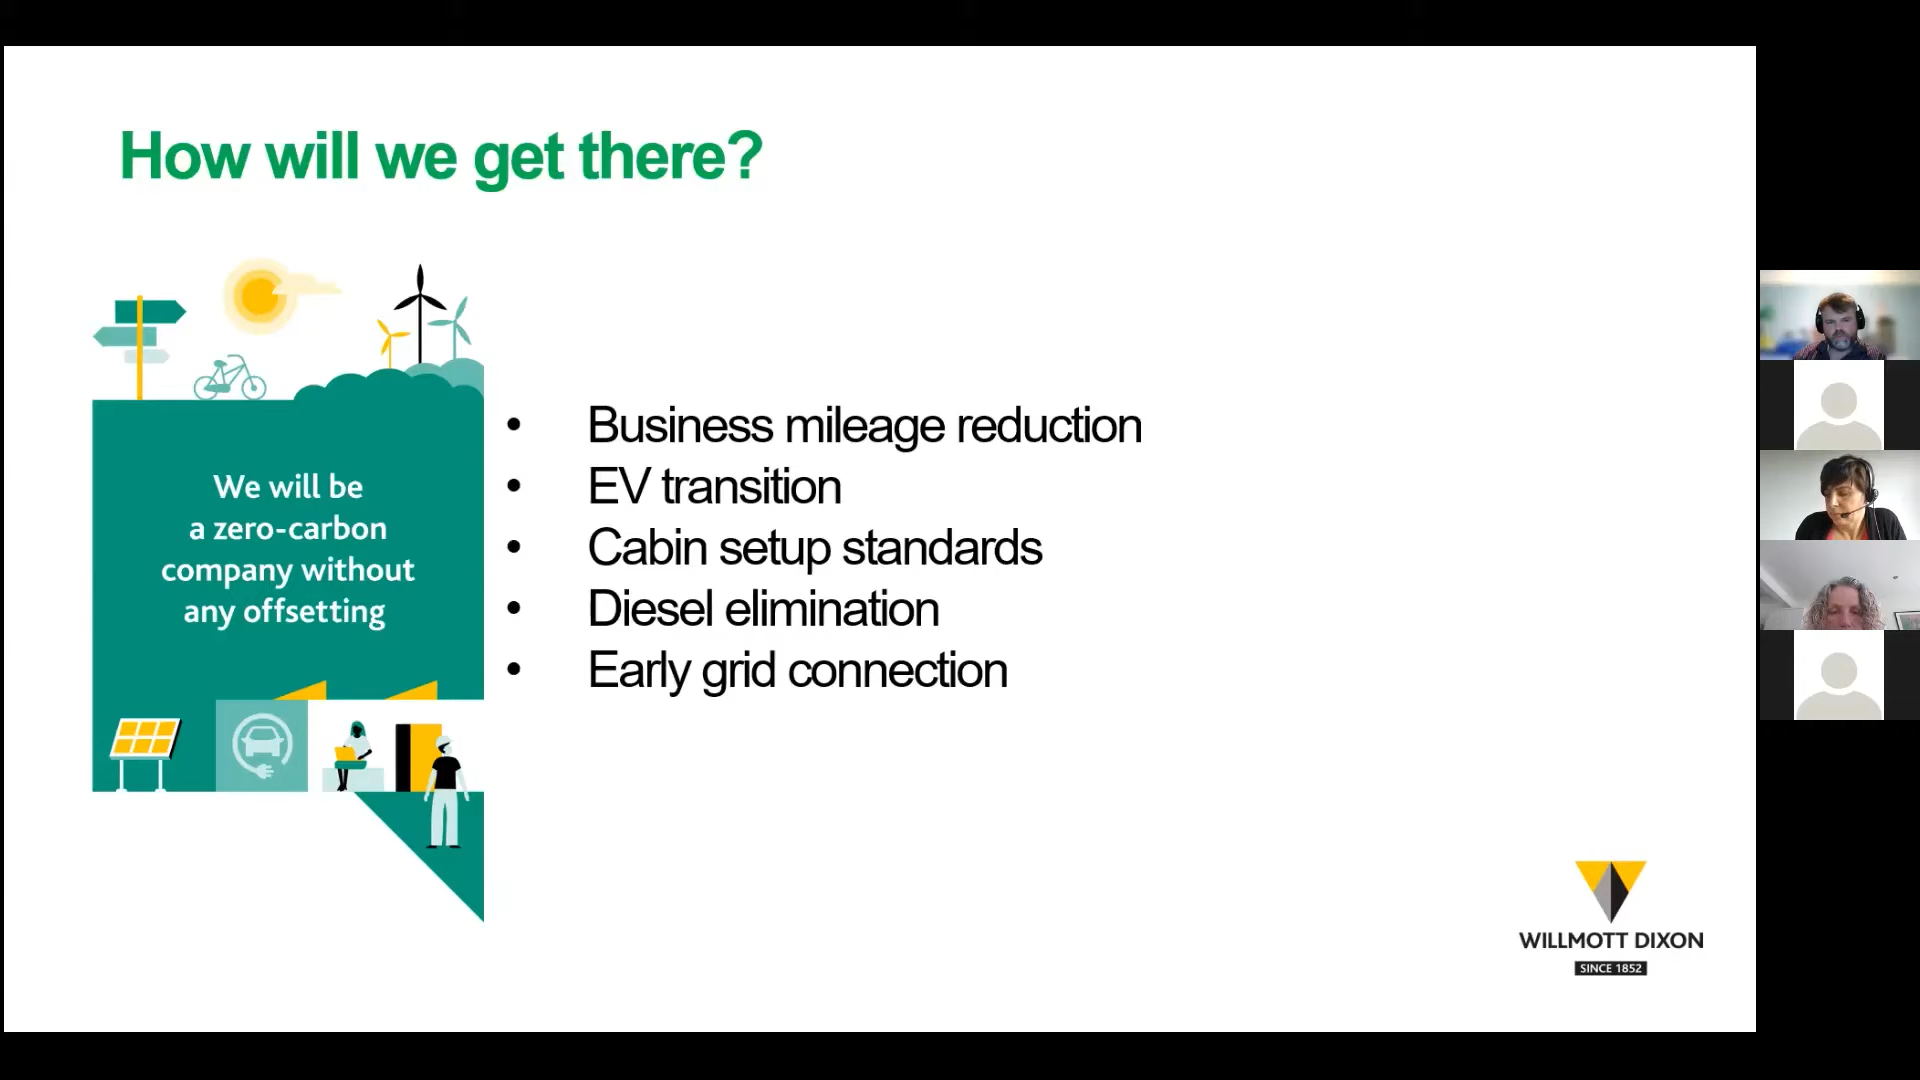 How will we get there?
We will be
a zero-carbon
company without
any offsetting
• Business mileage reduction
• EV transition
• Cabin setup standards
• Diesel elimination
• Early grid connection
WILLMOTT DIXON
SINCE 1852